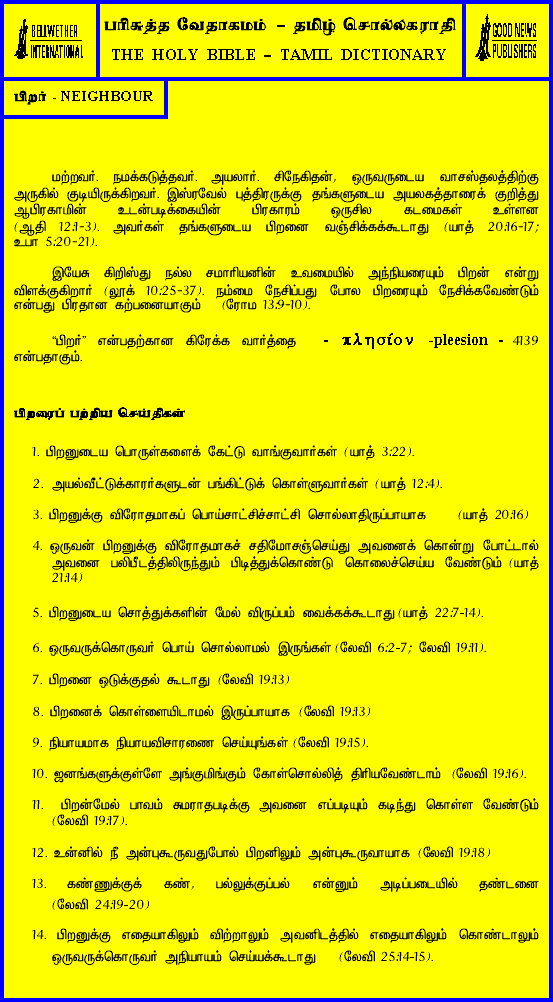 BELLWETHER
INTERNATIONAL
பரிசுத்த வேதாகமம் – தமிழ் சொல்லகராதி
THE HOLY BIBLE – TAMIL DICTIONARY
GOOD NEWS
PUBLISHERS
பிறர் - NEIGHBOUR
மற்றவர். நமக்கடுத்தவர். அயலார். சிநேகிதன், ஒருவருடைய வாசஸ்தலத்திற்கு
அருகில் குடியிருக்கிறவர். இஸ்ரவேல் புத்திரருக்கு தங்களுடைய அயலகத்தாரைக் குறித்து
ஆபிரகாமின் உடன்படிக்கையின் பிரகாரம் ஒருசில கடமைகள் உள்ளன
(ஆதி 12:1-3). அவர்கள் தங்களுடைய பிறனை வஞ்சிக்கக்கூடாது (யாத் 20:16-17;
உபா 5:20-21).
இயேசு கிறிஸ்து நல்ல சமாரியனின் உவமையில் அந்நியரையும் பிறன் என்று
விளக்குகிறார் (லூக் 10:25-37). நம்மை நேசிப்பது போல பிறரையும் நேசிக்கவேண்டும்
என்பது பிரதான கற்பனையாகும் (ரோம 13:9-10).
“பிறர்” என்பதற்கான கிரேக்க வார்த்தை - πλησίον -pleesion - 4139
என்பதாகும்.
பிறரைப் பற்றிய செய்திகள்
1. பிறனுடைய பொருள்களைக் கேட்டு வாங்குவார்கள் (யாத் 3:22).
2. அயல்வீட்டுக்காரர்களுடன் பங்கிட்டுக் கொள்ளுவார்கள் (யாத் 12:4).
3. பிறனுக்கு விரோதமாகப் பொய்சாட்சிச்சாட்சி சொல்லாதிருப்பாயாக (யாத் 20:16)
4. ஒருவன் பிறனுக்கு விரோதமாகச் சதிமோசஞ்செய்து அவனைக் கொன்று போட்டால்
அவனை பலிபீடத்திலிருந்தும் பிடித்துக்கொண்டு கொலைச்செய்ய வேண்டும் (யாத்
21:14)
5. பிறனுடைய சொத்துக்களின் மேல் விருப்பம் வைக்கக்கூடாது (யாத் 22:7-14).
6. ஒருவருக்கொருவர் பொய் சொல்லாமல் இருங்கள் (லேவி 6:2-7; லேவி 19:11).
7. பிறனை ஒடுக்குதல் கூடாது (லேவி 19:13)
8. பிறனைக் கொள்ளையிடாமல் இருப்பாயாக (லேவி 19:13)
9. நியாயமாக நியாயவிசாரணை செய்யுங்கள் (லேவி 19:15).
10. ஜனங்களுக்குள்ளே அங்குமிங்கும் கோள்சொல்லித் திரியவேண்டாம் (லேவி 19:16).
11. பிறன்மேல் பாவம் சுமராதபடிக்கு அவனை எப்படியும் கடிந்து கொள்ள வேண்டும்
(லேவி 19:17).
12. உன்னில் நீ அன்புகூருவதுபோல் பிறனிலும் அன்புகூருவாயாக (லேவி 19:18)
13. கண்ணுக்குக் கண், பல்லுக்குப்பல் என்னும் அடிப்படையில் தண்டனை
(லேவி 24:19-20)
14. பிறனுக்கு எதையாகிலும் விற்றாலும் அவனிடத்தில் எதையாகிலும் கொண்டாலும்
ஒருவருக்கொருவர் அநியாயம் செய்யக்கூடாது (லேவி 25:14-15).